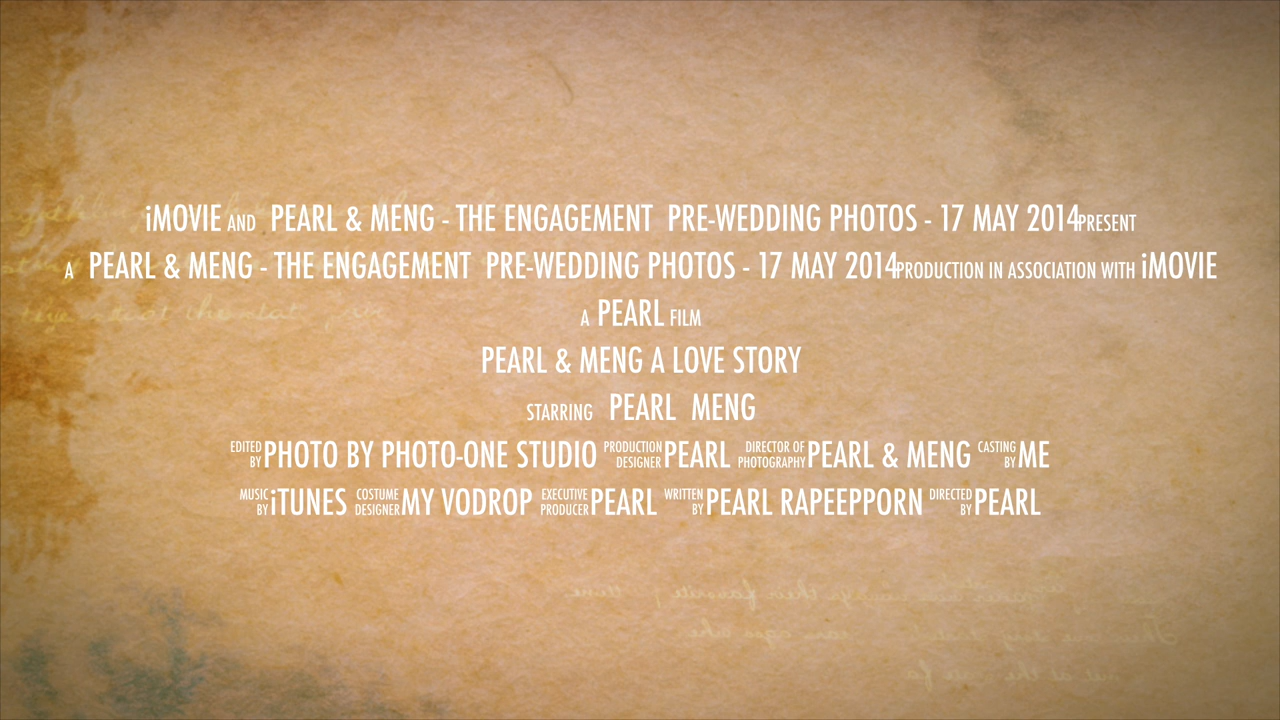 iMOVIE AND PEARL & MENG - THE ENGAGEMENT PRE-WEDDING PHOTOS - 17 MAY 2014 PRESENT
A PEARL & MENG - THE ENGAGEMENT PRE-WEDDING PHOTOS - 17 MAY 2014 PRODUCTION IN ASSOCIATION WITH iMOVIE
A PEARL FILM
PEARL & MENG A LOVE STORY
STARRING PEARL MENG
EDITED BY PHOTO BY PHOTO-ONE STUDIO PRODUCTION DESIGNER PEARL DIRECTOR OF PHOTOGRAPHY PEARL & MENG CASTING BY ME
MUSIC BY iTUNES COSTUME DESIGNER MY VODROP EXECUTIVE PRODUCER PEARL WRITTEN BY PEARL RAPEEPPORN DIRECTED BY PEARL